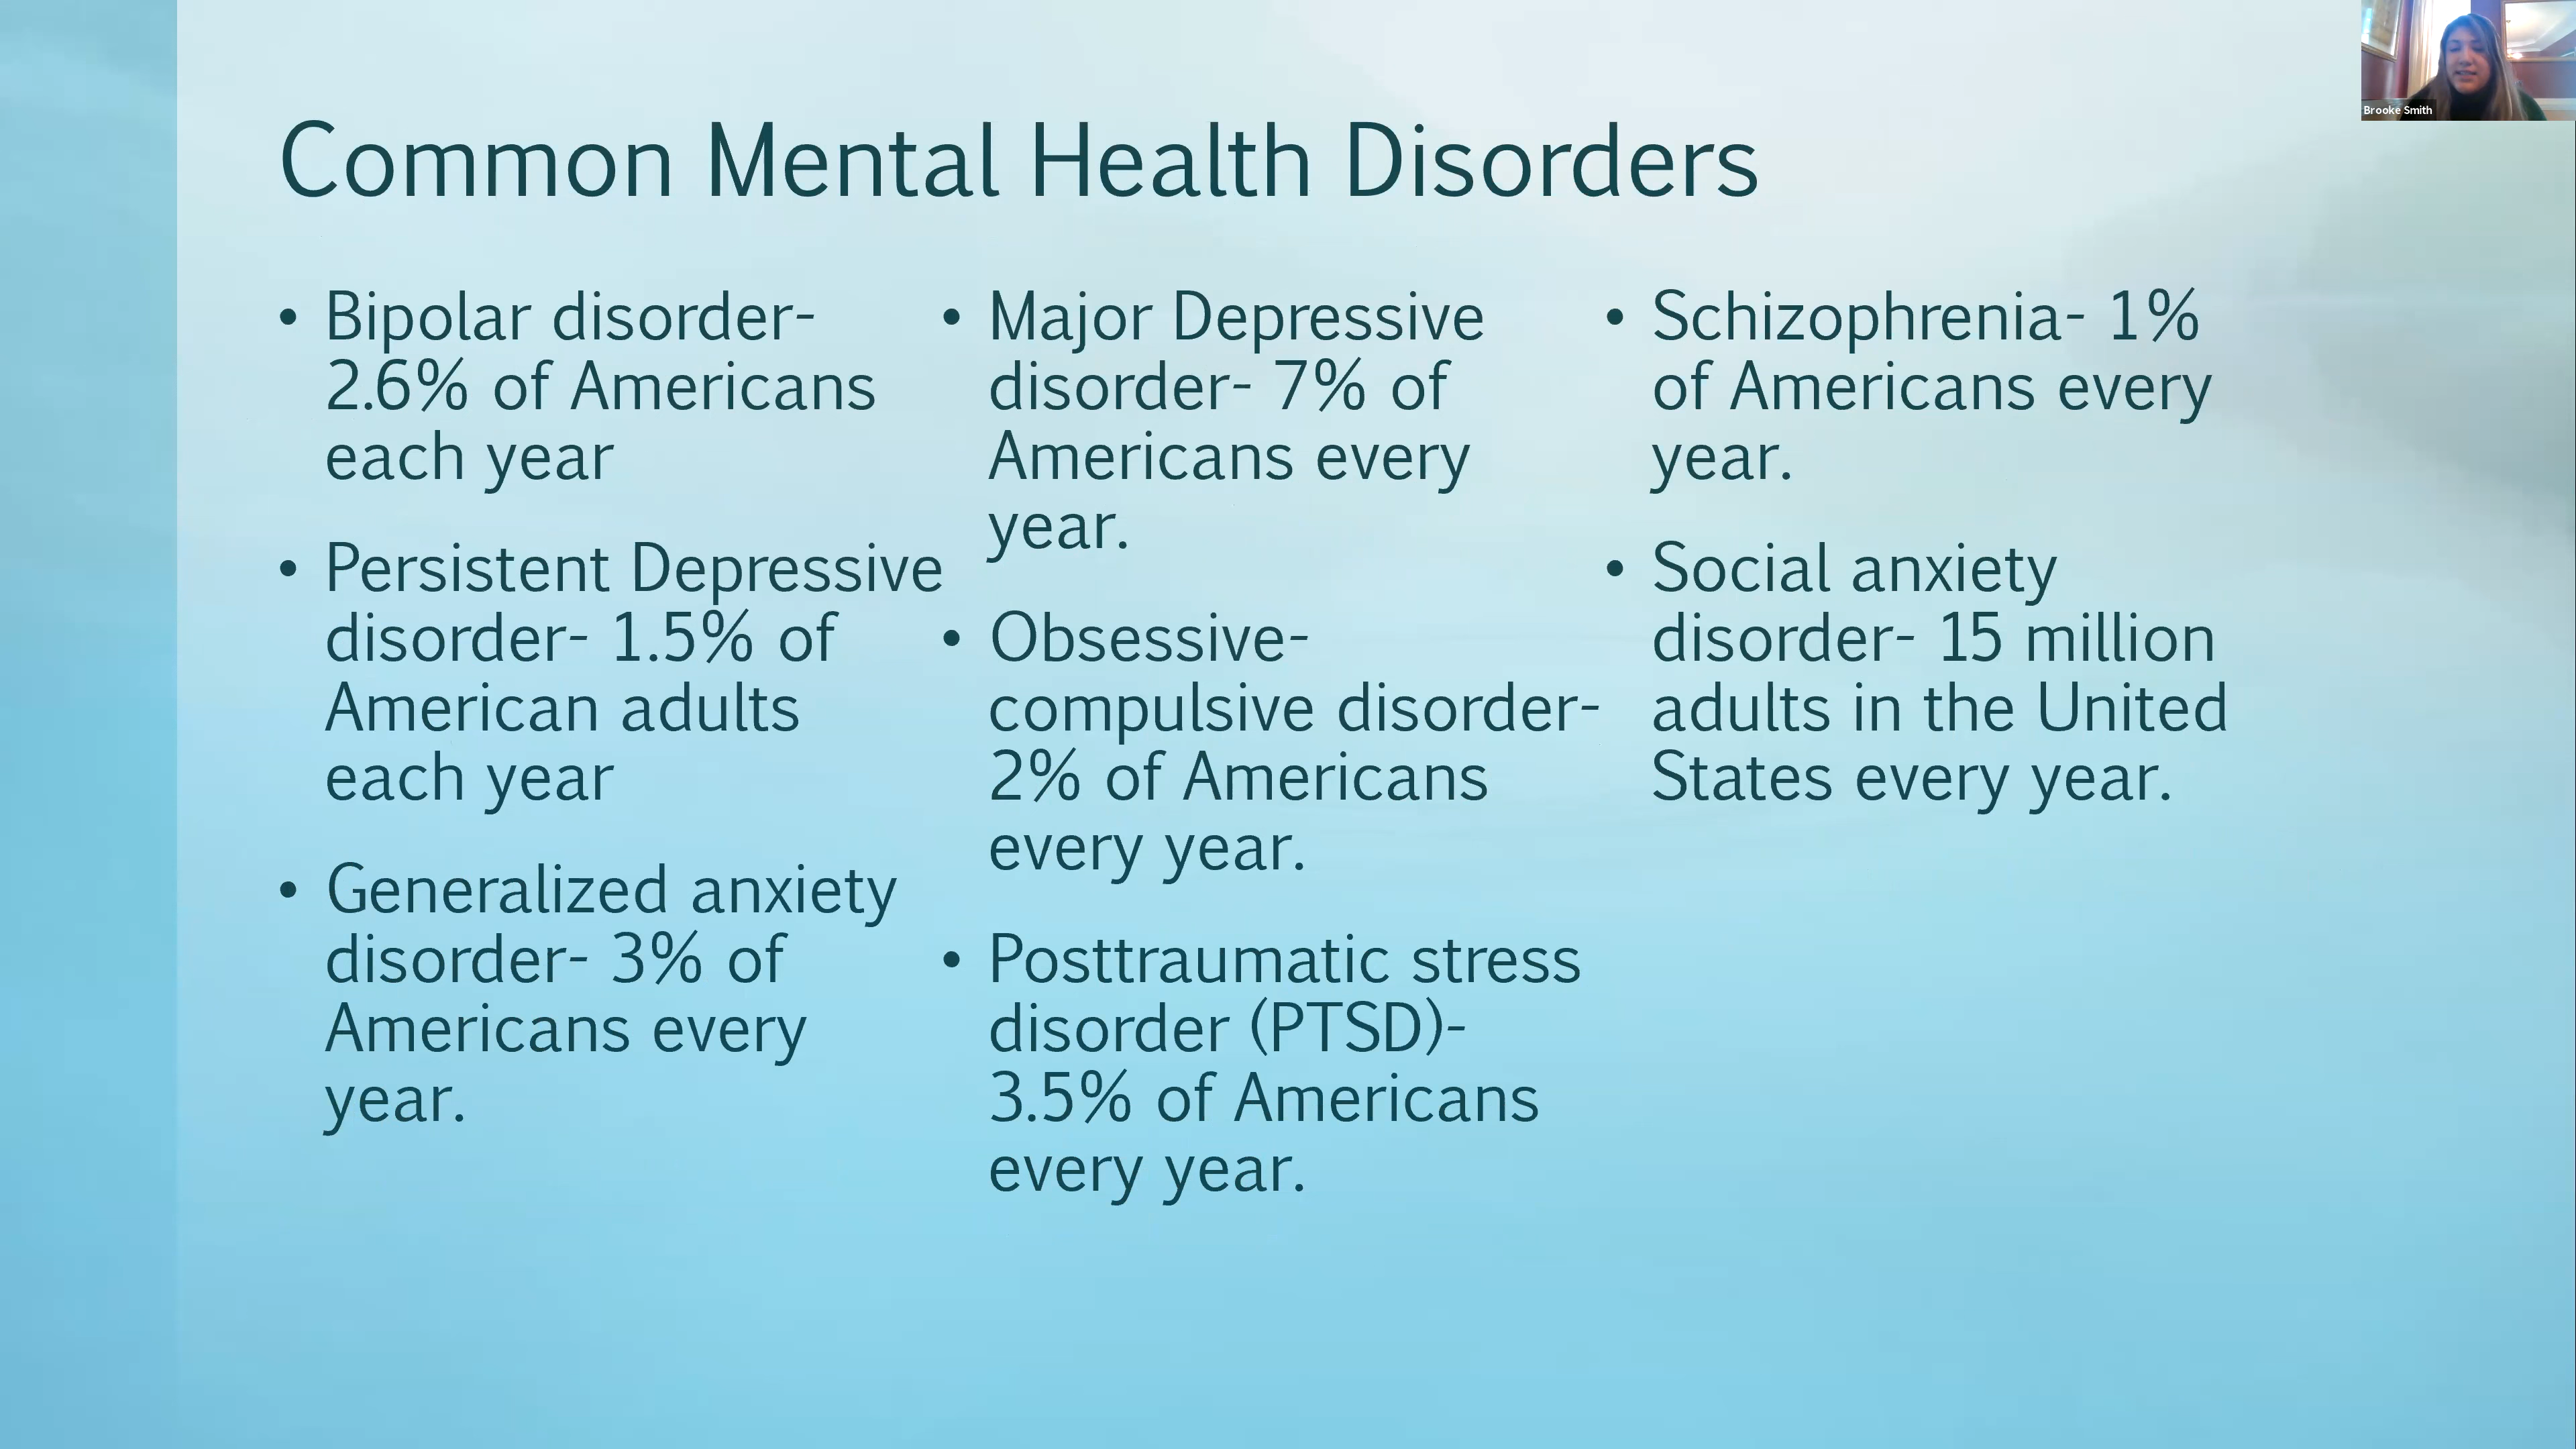 Brooke Smith
Common Mental Health Disorders
• Bipolar disorder-
2.6% of Americans
each year
• Persistent Depressive
disorder- 1.5% of
American adults
each year
• Generalized anxiety
disorder- 3% of
Americans every
year.
• Major Depressive
disorder- 7% of
Americans every
year.
• Obsessive-
compulsive disorder-
2% of Americans
every year.
• Posttraumatic stress
disorder (PTSD)-
3.5% of Americans
every year.
• Schizophrenia- 1%
of Americans every
year.
• Social anxiety
disorder- 15 million
adults in the United
States every year.